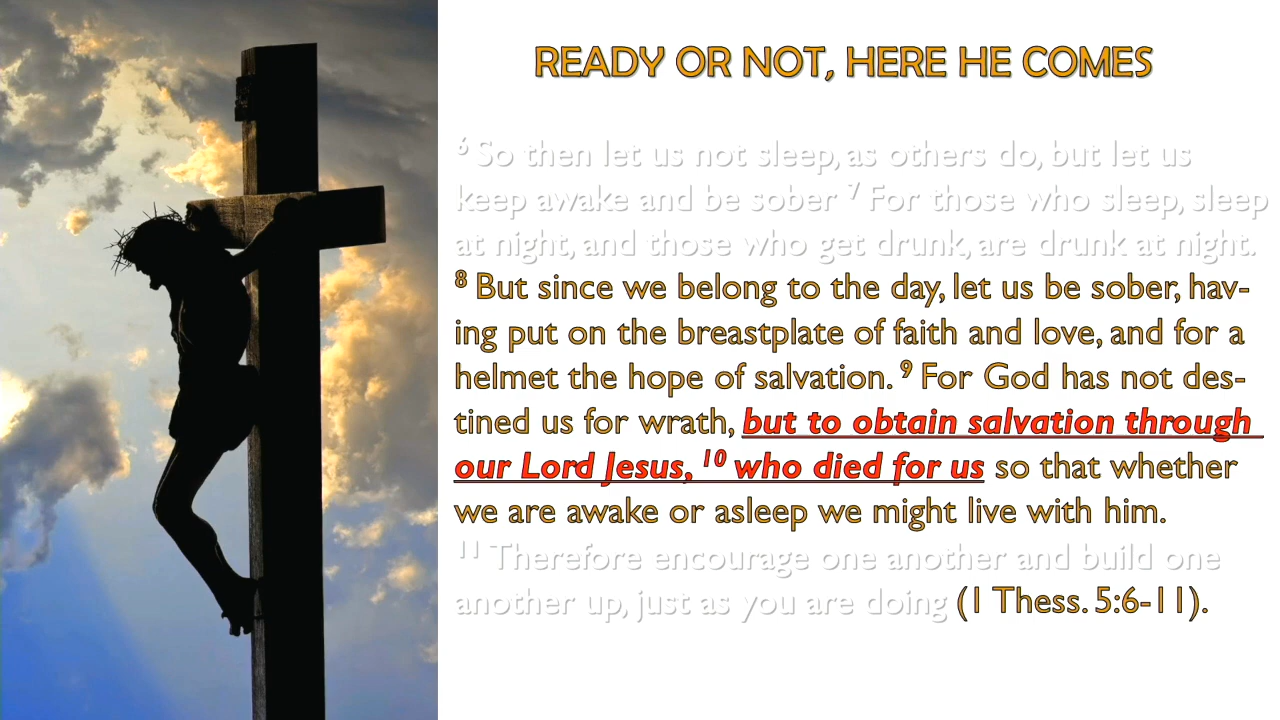 READY OR NOT, HERE HE COMES
6 So then let us not sleep, as others do, but let us
keep awake and be sober 7 For those who sleep, sleep
at night, and those who get drunk, are drunk at night.
8 But since we belong to the day, let us be sober, hav-
ing put on the breastplate of faith and love, and for a
helmet the hope of salvation. 9 For God has not des-
tined us for wrath, but to obtain salvation through
our Lord Jesus, 10 who died for us so that whether
we are awake or asleep we might live with him.
11 Therefore encourage one another and build one
another up, just as you are doing (1 Thess. 5:6-11).